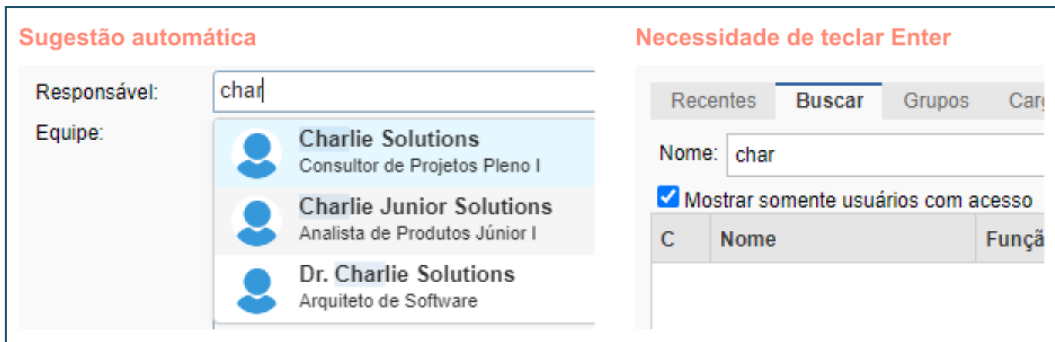 Sugestão automática
Responsável:
char
Equipe:
Charlie Solutions
Consultor de Projetos Pleno I
Charlie Junior Solutions
Analista de Produtos Júnior I
Dr. Charlie Solutions
Arquiteto de Software
Necessidade de teclar Enter
Recentes Buscar Grupos Carg
Nome: char
Mostrar somente usuários com acesso
C Nome Funçã